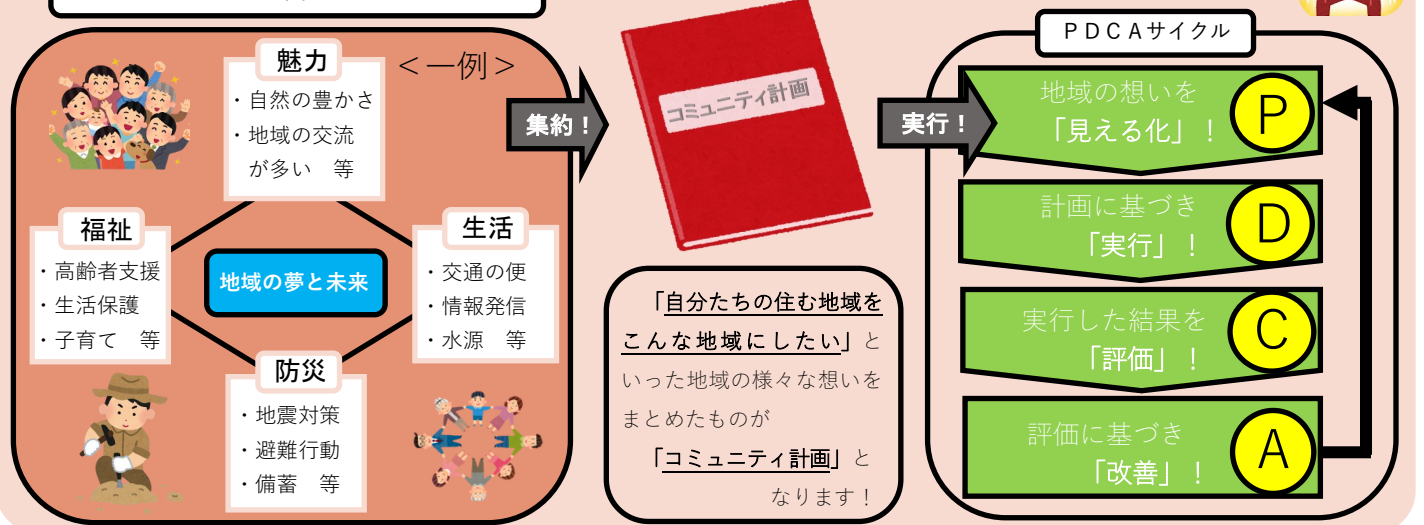 魅力
<一例>
・自然の豊かさ
・地域の交流
が多い 等
福祉
・高齢者支援
・生活保護
・子育て 等
地域の夢と未来
生活
・交通の便
・情報発信
・水源 等
防災
・地震対策
・避難行動
・備蓄 等
集約!
コミュニティ計画
「自分たちの住む地域を
こんな地域にしたい」と
いった地域の様々な想いを
まとめたものが
「コミュニティ計画」と
なります!
実行!
PDCAサイクル
地域の想いを
「見える化」!
P
計画に基づき
「実行」!
D
実行した結果を
「評価」!
C
評価に基づき
「改善」!
A